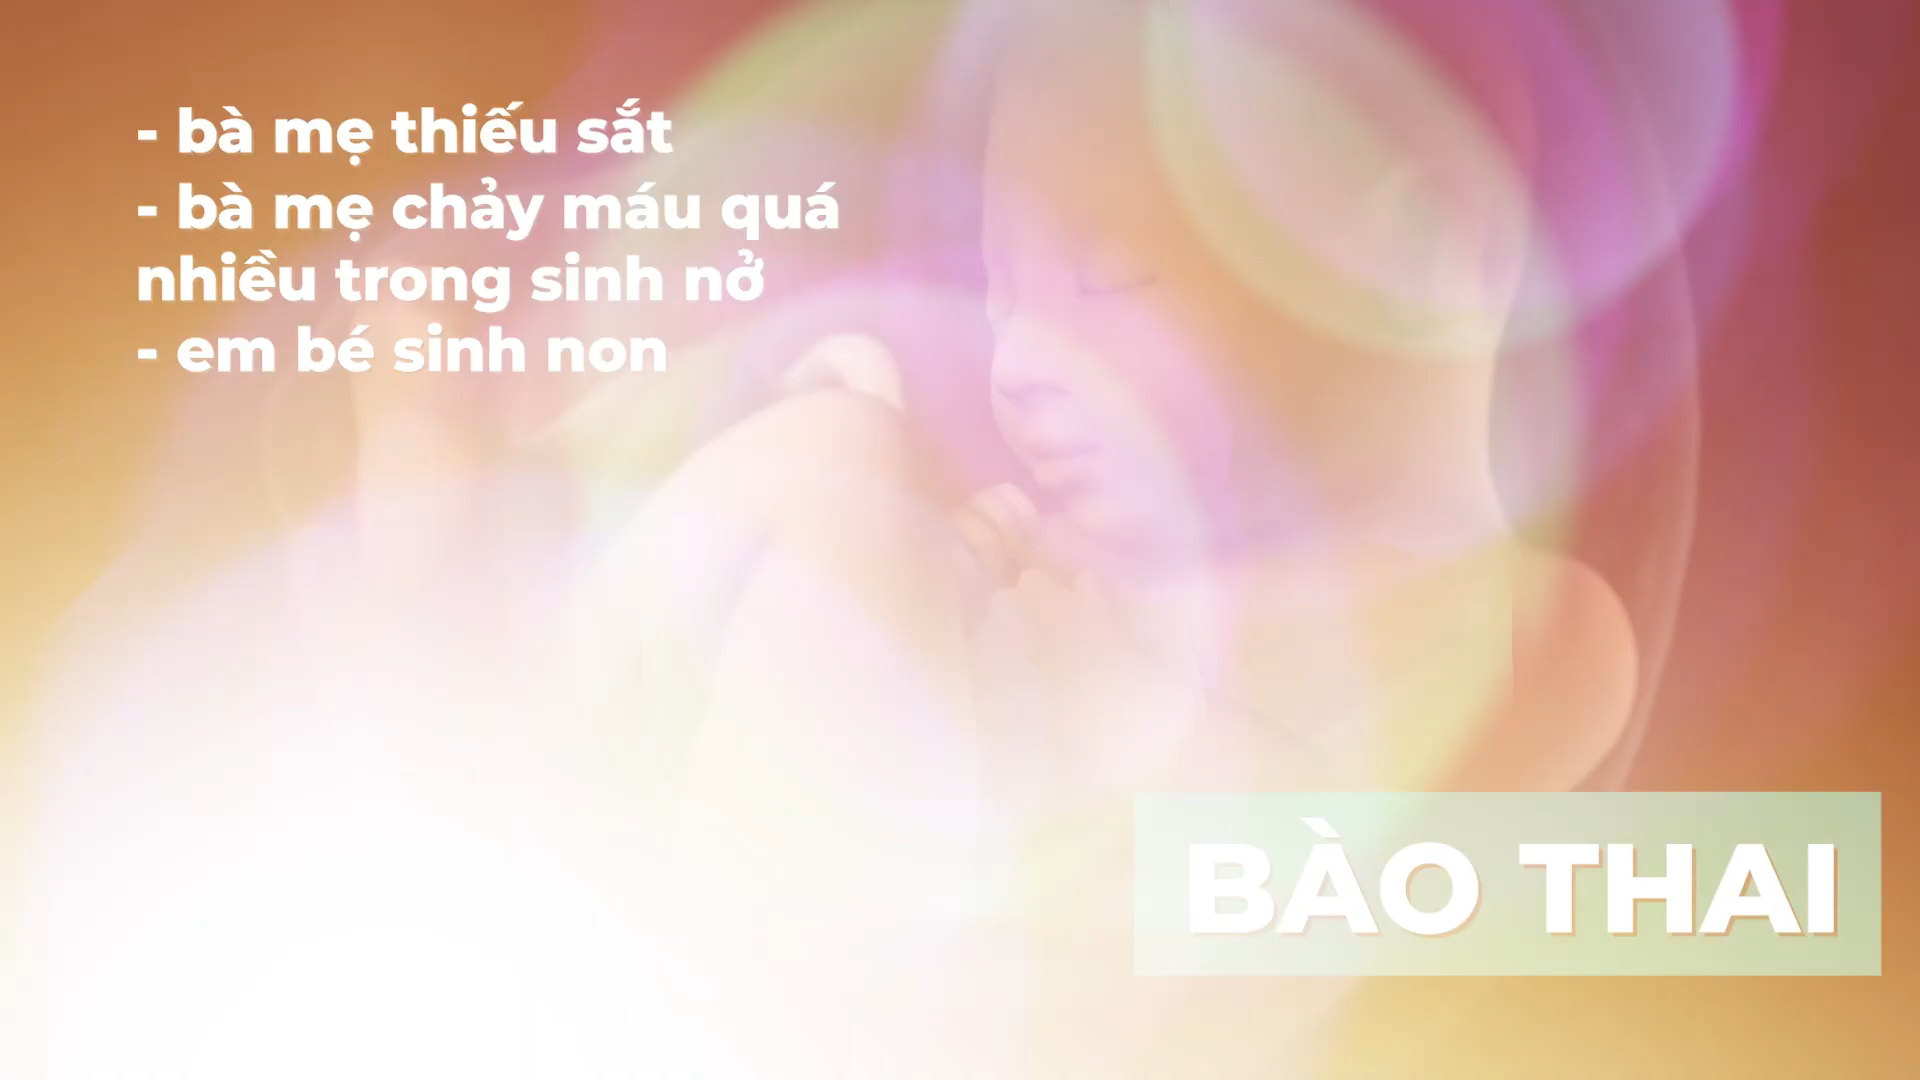 - bà mẹ thiếu sắt
- bà mẹ chảy máu quá
nhiều trong sinh nở
- em bé sinh non
BÀO THAI